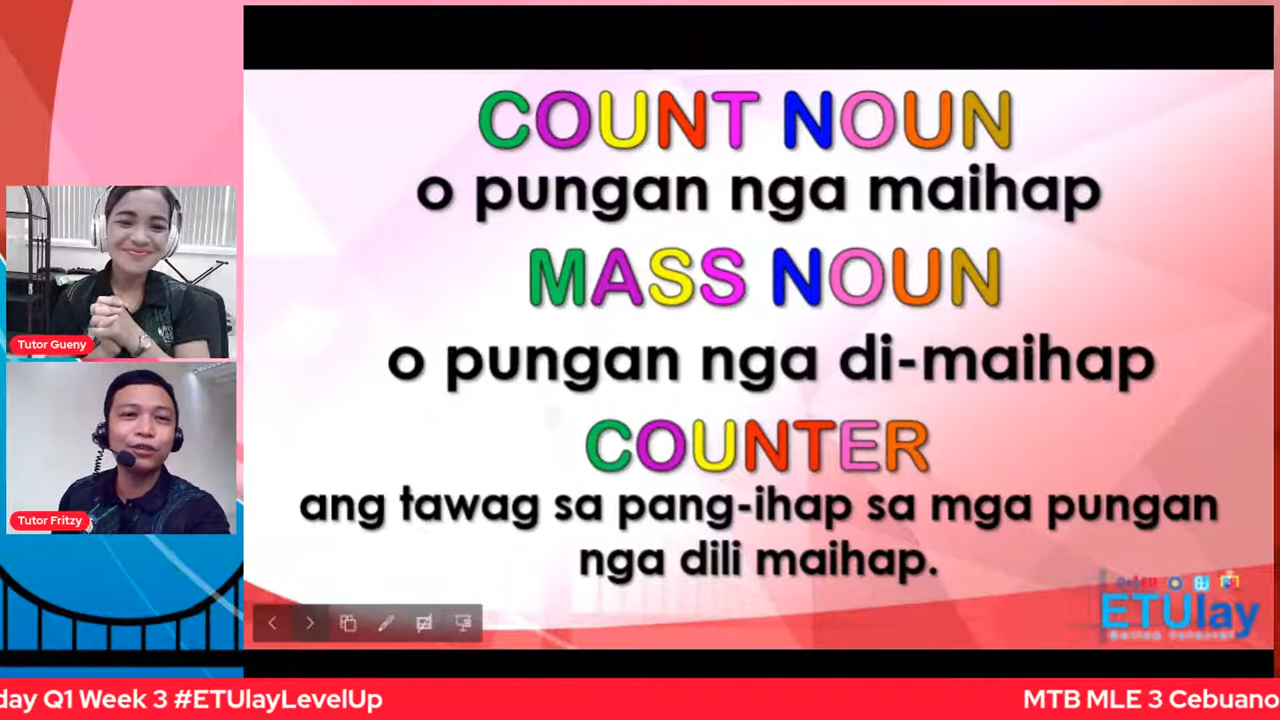 COUNT NOUN
o pungan nga maihap
MASS NOUN
o pungan nga di-maihap
COUNTER
ang tawag sa pang-ihap sa mga pungan
nga dili maihap.
Tutor Gueny
Tutor Fritzy
ETUlay
day Q1 Week 3 #ETUlayLevelUp
MTB MLE 3 Cebuano